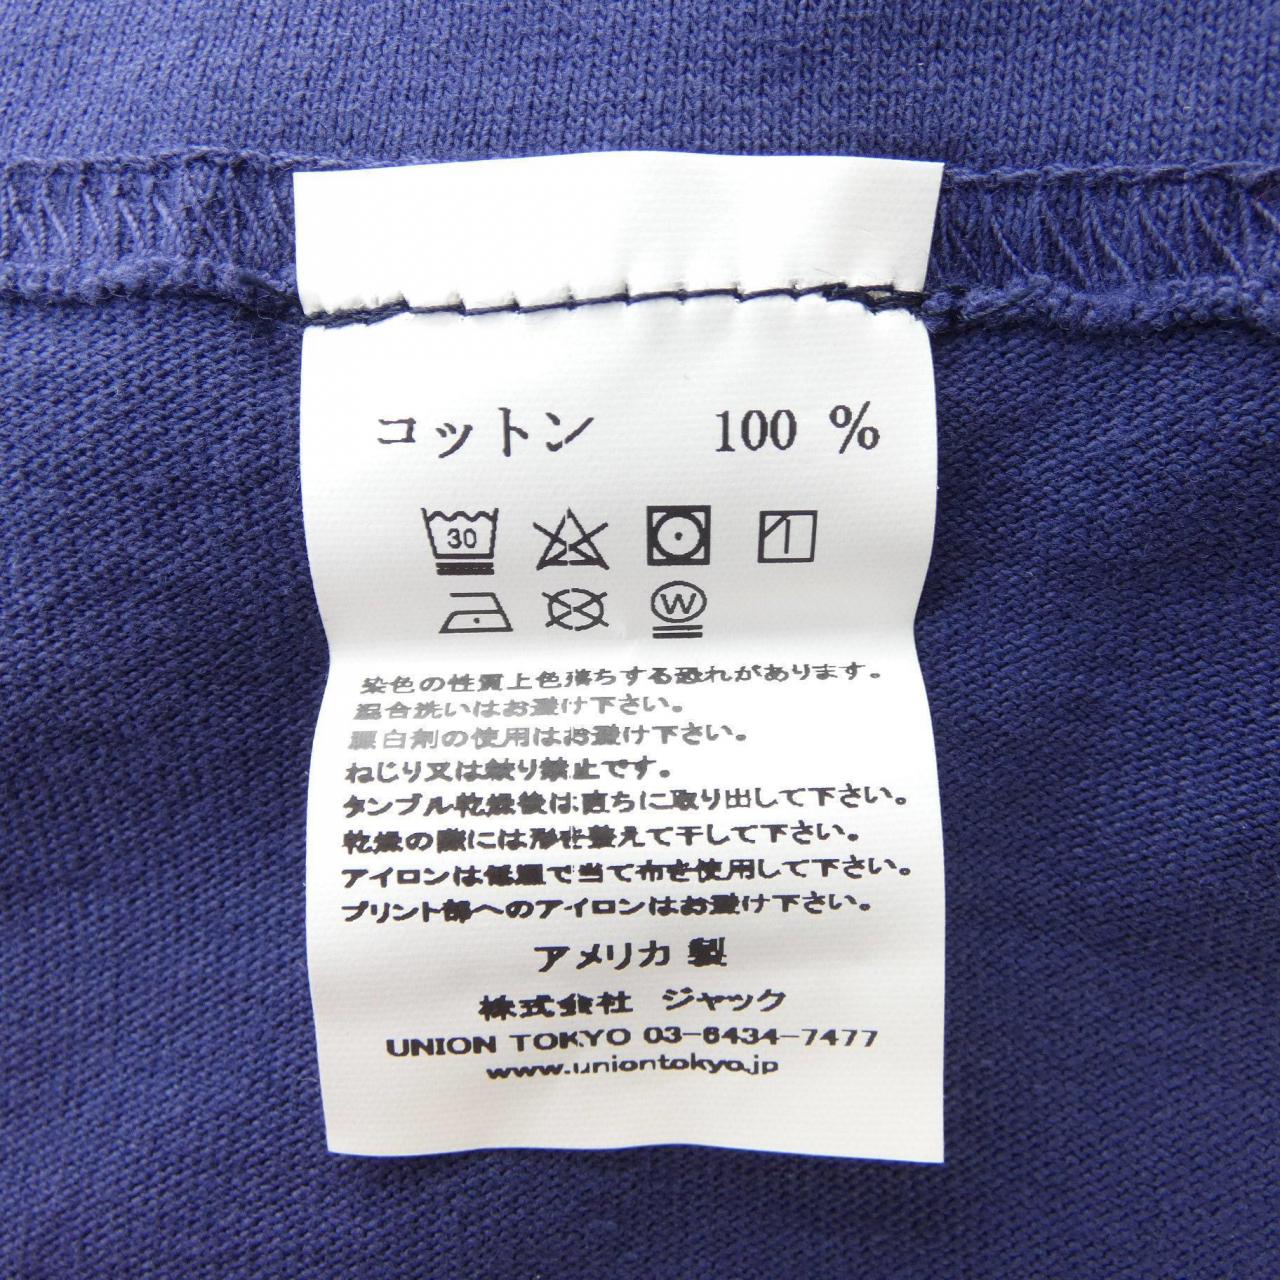 コットン 100 %
30
W
染色の性質上色落ちする恐れがあります。
混合洗いはお避け下さい。
漂白剤の使用はお避け下さい。
ねじり又は絞り禁止です。
タンブル乾燥後は直ちに取り出して下さい。
乾燥の際には形を整えて干して下さい。
アイロンは低温で当て布を使用して下さい。
プリント部へのアイロンはお避け下さい。
アメリカ 製
株式会社 ジャック
UNION TOKYO 03-6434-7477
www.uniontokyo.jp